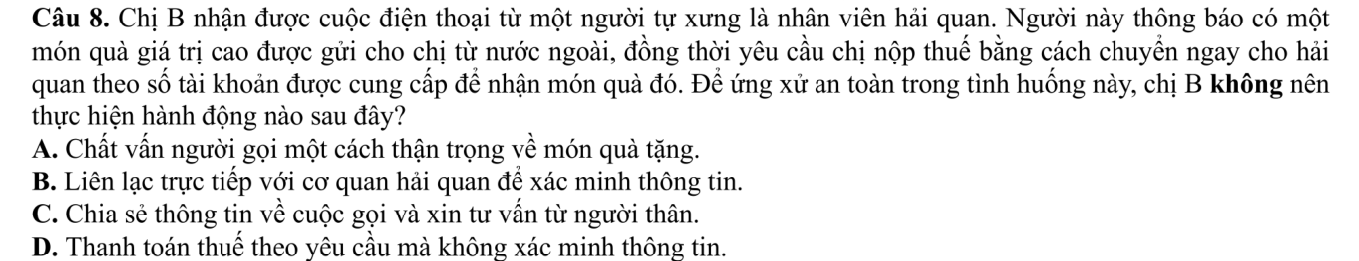 Câu 8. Chị B nhận được cuộc điện thoại từ một người tự xưng là nhân viên hải quan. Người này thông báo có một
món quà giá trị cao được gửi cho chị từ nước ngoài, đồng thời yêu cầu chị nộp thuế bằng cách chuyển ngay cho hải
quan theo số tài khoản được cung cấp để nhận món quà đó. Để ứng xử an toàn trong tình huống này, chị B không nên
thực hiện hành động nào sau đây?
A. Chất vấn người gọi một cách thận trọng về món quà tặng.
B. Liên lạc trực tiếp với cơ quan hải quan để xác minh thông tin.
C. Chia sẻ thông tin về cuộc gọi và xin tư vấn từ người thân.
D. Thanh toán thuế theo yêu cầu mà không xác minh thông tin.